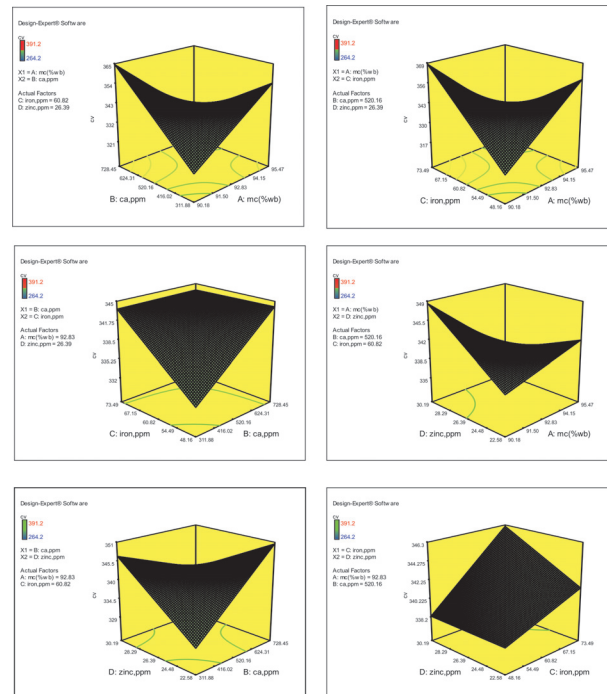 Design-Expert® Software
cv
391.2
264.2
X1 = A: mc(%wb)
X2 = B: ca,ppm
Actual Factors
C: iron,ppm = 60.82
D: zinc,ppm = 26.39
365
354
343
332
321
cv
728.45
624.31
520.16
416.02
311.88
90.18
91.50
92.83
94.15
95.47
B: ca,ppm
A: mc(%wb)
Design-Expert® Software
cv
391.2
264.2
X1 = A: mc(%wb)
X2 = C: iron,ppm
Actual Factors
B: ca,ppm = 520.16
D: zinc,ppm = 26.39
369
356
343
330
317
cv
73.49
67.15
60.82
54.49
48.16
90.18
91.50
92.83
94.15
95.47
C: iron,ppm
A: mc(%wb)
Design-Expert® Software
cv
391.2
264.2
X1 = B: ca,ppm
X2 = C: iron,ppm
Actual Factors
A: mc(%wb) = 92.83
D: zinc,ppm = 26.39
345
341.75
338.5
335.25
332
cv
73.49
67.15
60.82
54.49
48.16
311.88
416.02
520.16
624.31
728.45
C: iron,ppm
B: ca,ppm
Design-Expert® Software
cv
391.2
264.2
X1 = A: mc(%wb)
X2 = D: zinc,ppm
Actual Factors
B: ca,ppm = 520.16
C: iron,ppm = 60.82
349
345.5
342
338.5
335
cv
30.19
28.29
26.39
24.48
22.58
90.18
91.50
92.83
94.15
95.47
D: zinc,ppm
A: mc(%wb)
Design-Expert® Software
cv
391.2
264.2
X1 = B: ca,ppm
X2 = D: zinc,ppm
Actual Factors
A: mc(%wb) = 92.83
C: iron,ppm = 60.82
351
345.5
340
334.5
329
cv
30.19
28.29
26.39
24.48
22.58
311.88
416.02
520.16
624.31
728.45
D: zinc,ppm
B: ca,ppm
Design-Expert® Software
cv
391.2
264.2
X1 = C: iron,ppm
X2 = D: zinc,ppm
Actual Factors
A: mc(%wb) = 92.83
B: ca,ppm = 520.16
346.3
344.275
342.25
340.225
338.2
cv
30.19
28.29
26.39
24.48
22.58
48.16
54.49
60.82
67.15
73.49
D: zinc,ppm
C: iron,ppm